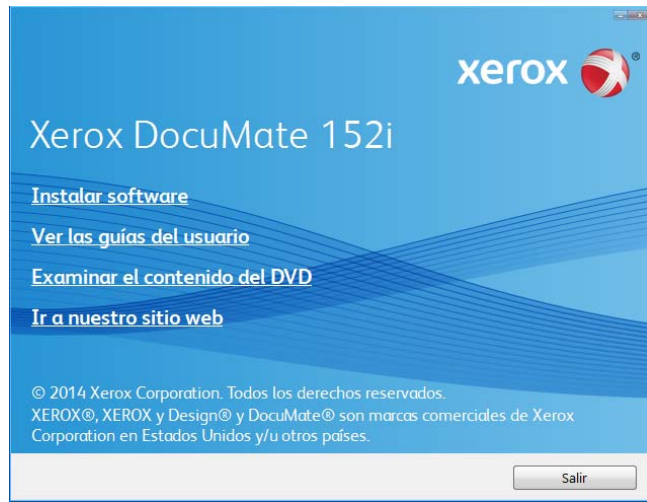 xerox ®
Xerox DocuMate 152i
Instalar software
Ver las guías del usuario
Examinar el contenido del DVD
Ir a nuestro sitio web
© 2014 Xerox Corporation. Todos los derechos reservados.
XEROX®, XEROX y Design® y DocuMate® son marcas comerciales de Xerox
Corporation en Estados Unidos y/u otros países.
Salir